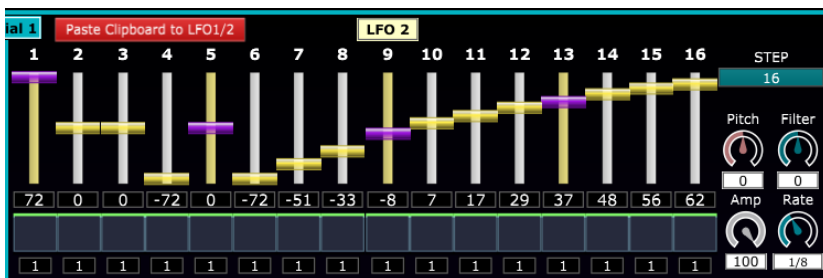 ial 1 Paste Clipboard to LFO1/2 LFO 2
1 2 3 4 5 6 7 8 9 10 11 12 13 14 15 16 STEP
16
Pitch Filter
72 0 0 -72 0 -72 -51 -33 -8 7 17 29 37 48 56 62 0 0
Amp Rate
1 1 1 1 1 1 1 1 1 1 1 1 1 1 1 1 100 1/8